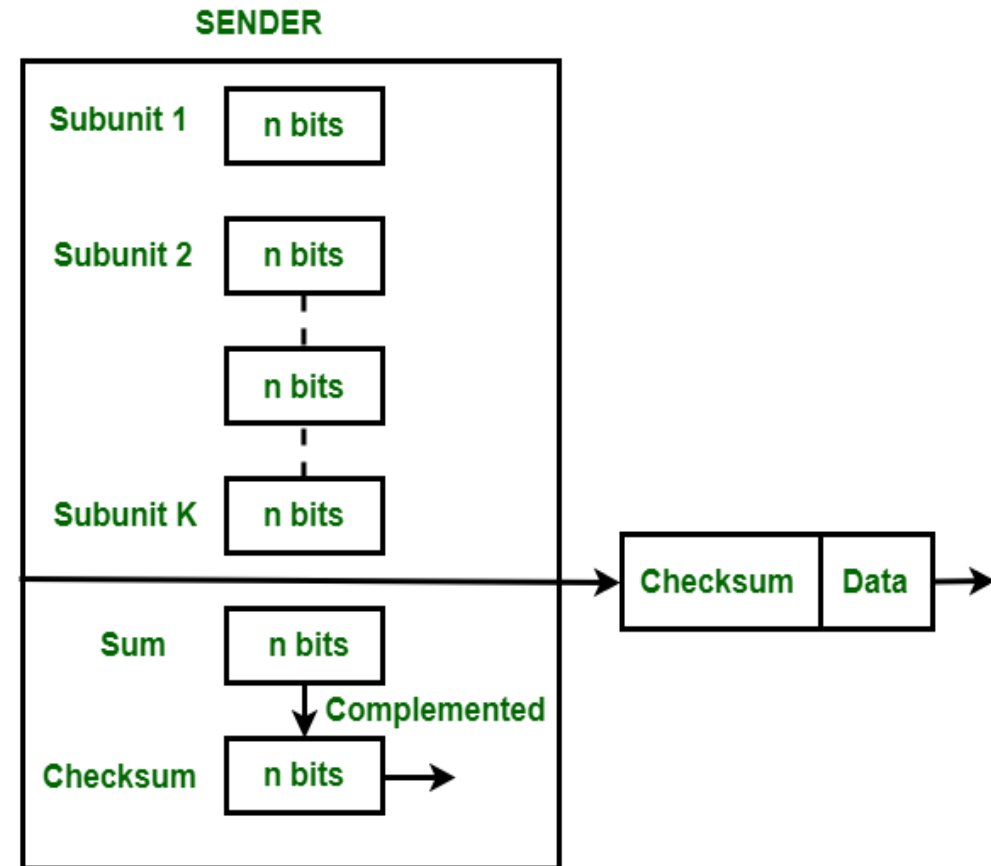 SENDER
Subunit 1 n bits
Subunit 2 n bits
n bits
Subunit K n bits
Checksum Data
Sum n bits
Complemented
Checksum n bits